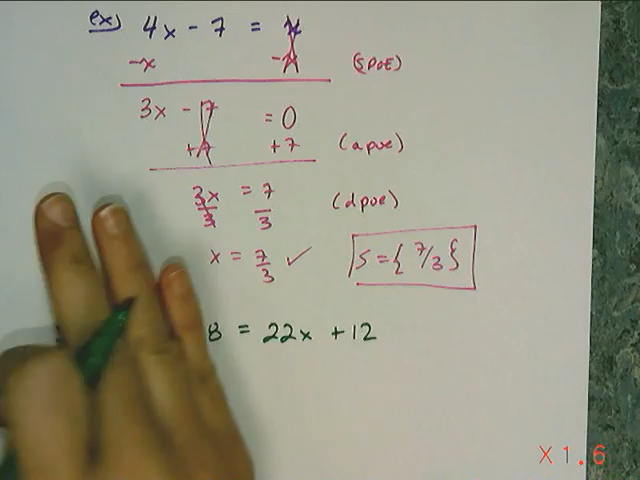 ex) 4x - 7 = x
-x -x (spoe)
3x - 7 = 0
+7 +7 (apoe)
3x/3 = 7/3 (dpoe)
x = 7/3 ✓ S = { 7/3 }
8 = 22x + 12
X1.6